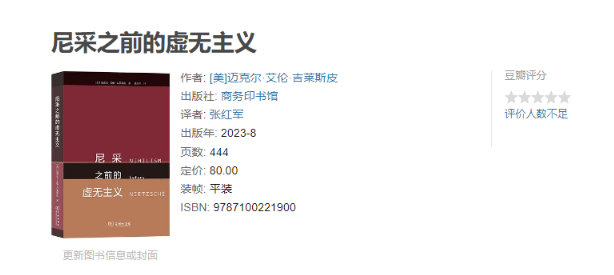 尼采之前的虚无主义
作者: [美]迈克尔·艾伦·吉莱斯皮
出版社: 商务印书馆
译者: 张红军
出版年: 2023-8
页数: 444
定价: 80.00
装帧: 平装
ISBN: 9787100221900
豆瓣评分
评价人数不足
尼采之前的虚无主义
尼 采 NIHILISM
之前的 before
虚无主义 NIETZSCHE
更新图书信息或封面